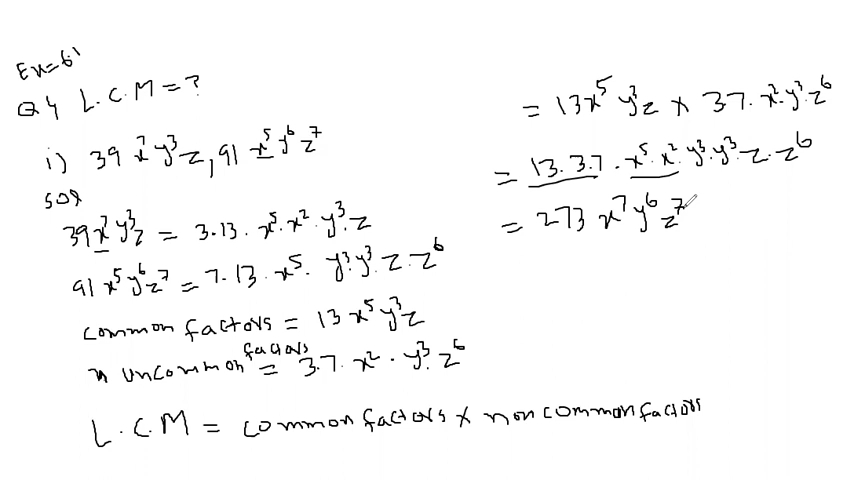 Ex=6.1
Q4 L.C.M=?
i) 39 x⁷y³z, 91 x⁵y⁶z⁷
Sol
39x⁷y³z = 3.13. x⁵. x². y³. z
91 x⁵y⁶z⁷ = 7.13. x⁵. y³. y³. z. z⁶
common factors = 13 x⁵y³z
uncommon factors = 3.7. x². y³. z⁶
L.C.M = common factors x non common factors
= 13x⁵y³z x 3.7. x². y³. z⁶
= 13.3.7 . x⁵. x². y³. y³. z. z⁶
= 273 x⁷y⁶z⁷